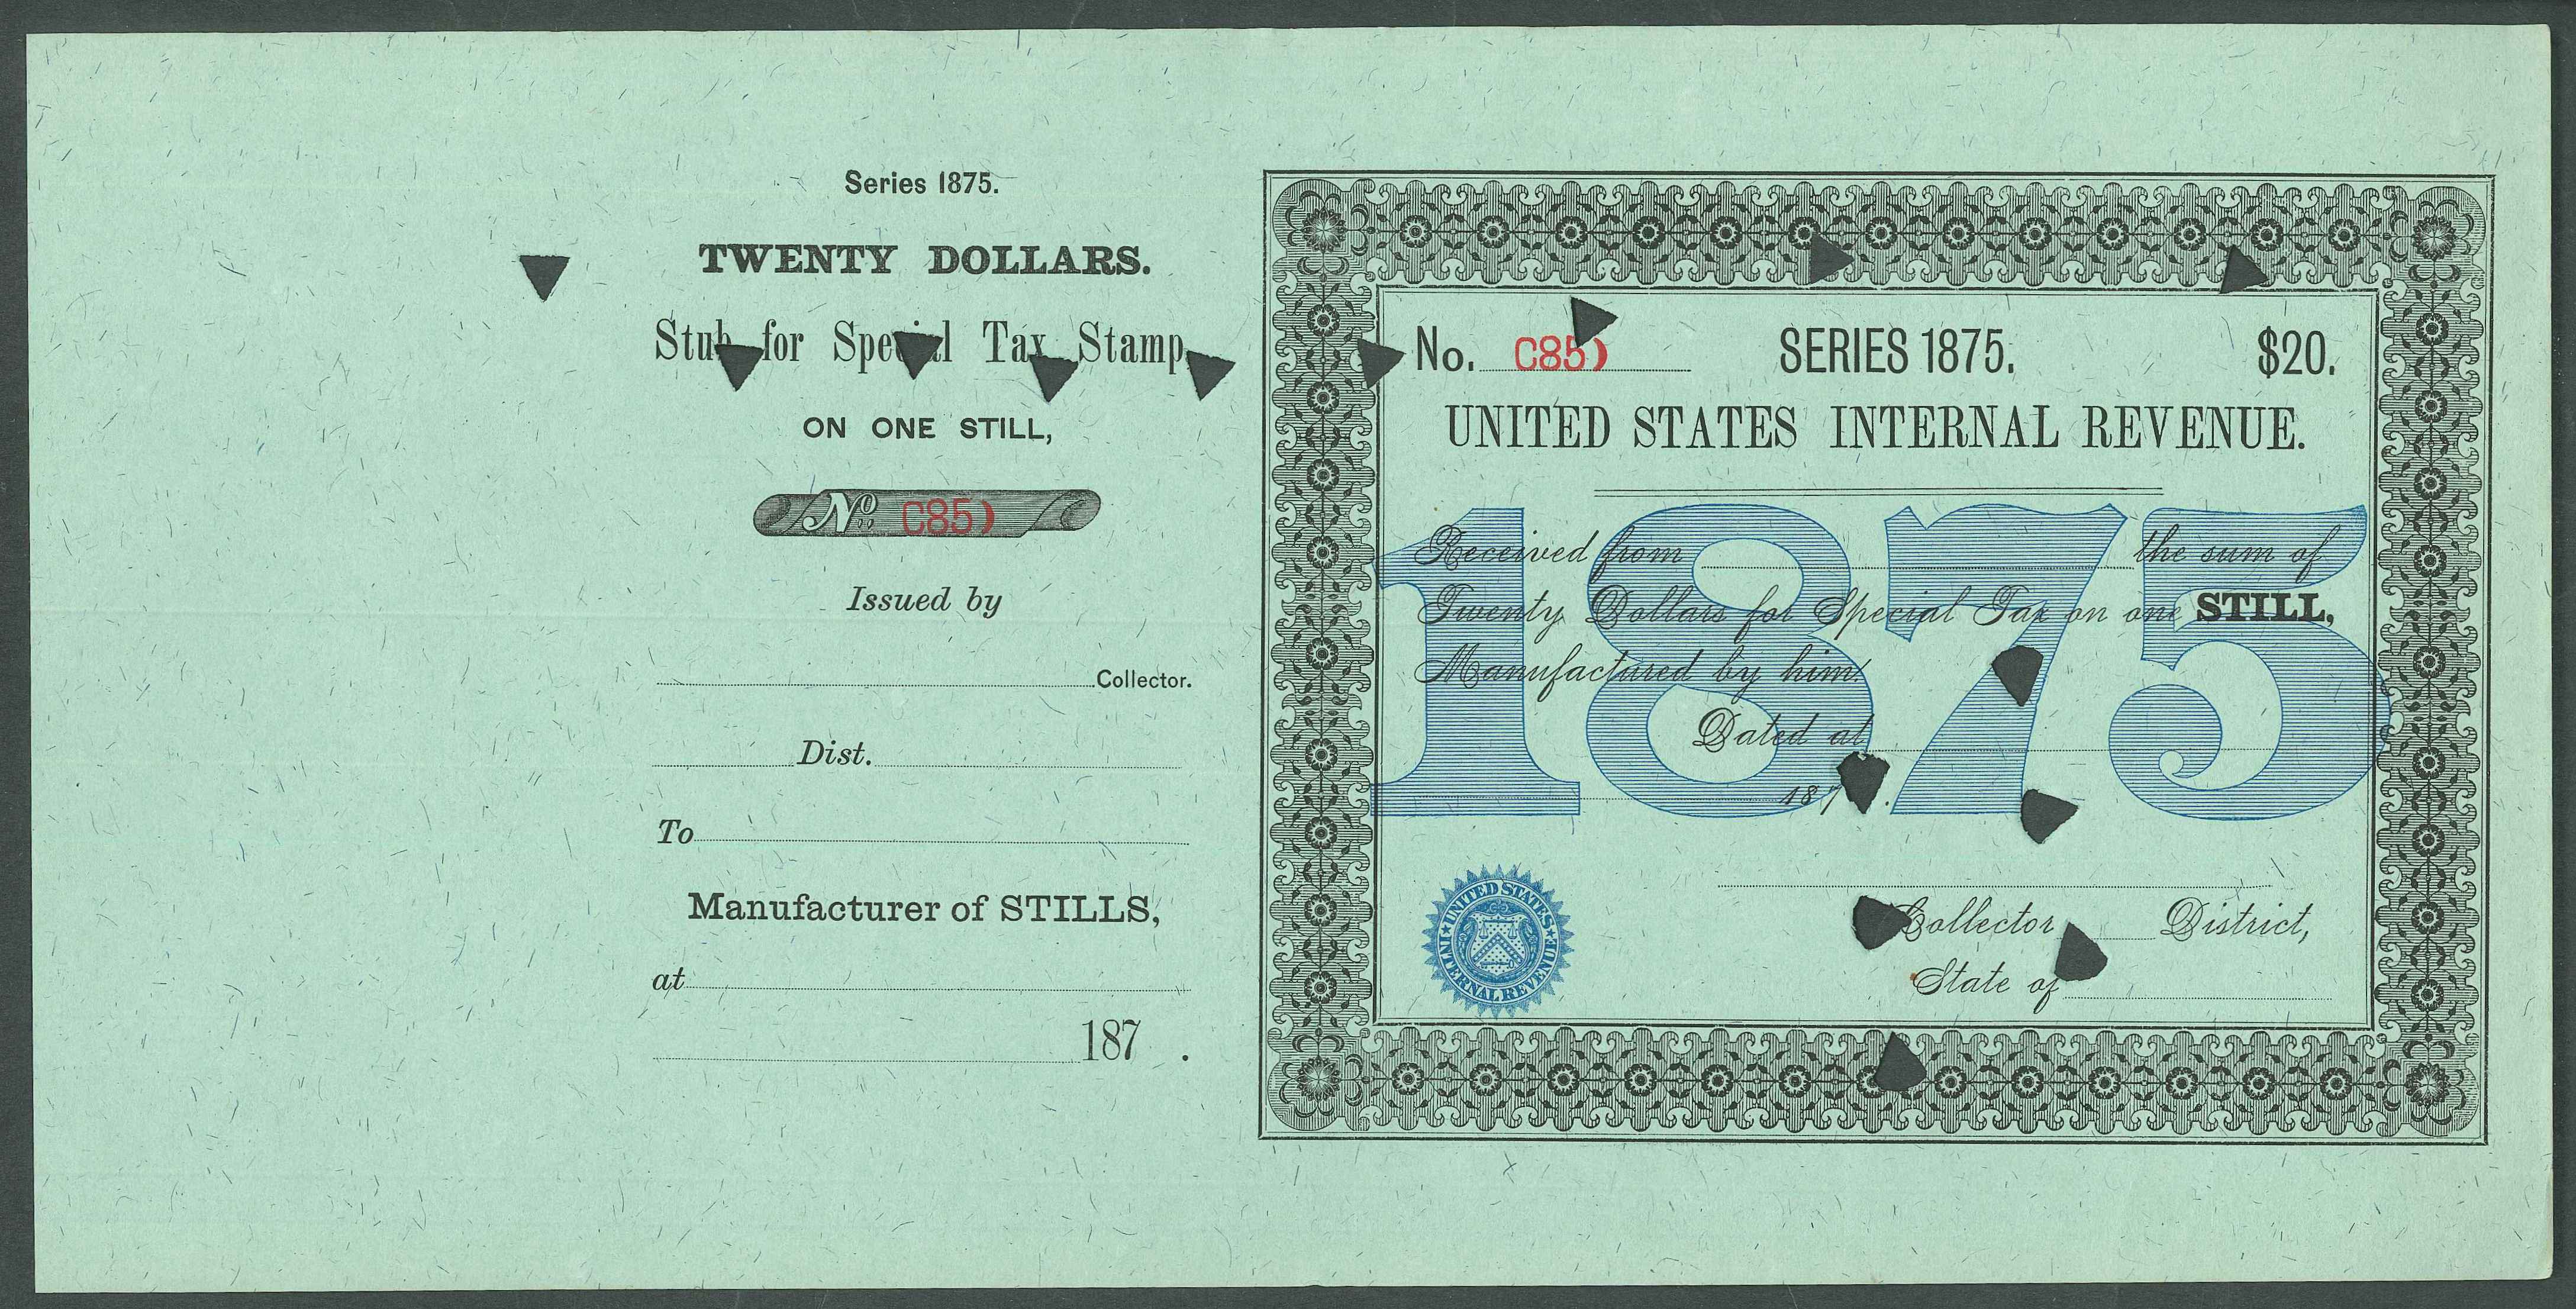 Series 1875.
TWENTY DOLLARS.
Stub for Special Tax Stamp
ON ONE STILL,
No C85)
Issued by
Collector.
Dist.
To
Manufacturer of STILLS,
at
187 .
No. C85) SERIES 1875. $20.
UNITED STATES INTERNAL REVENUE.
1875
Received from the sum of
Twenty Dollars for Special Tax on one STILL,
Manufactured by him
Dated at
187 .
Collector District,
State of
UNITED STATES INTERNAL REVENUE